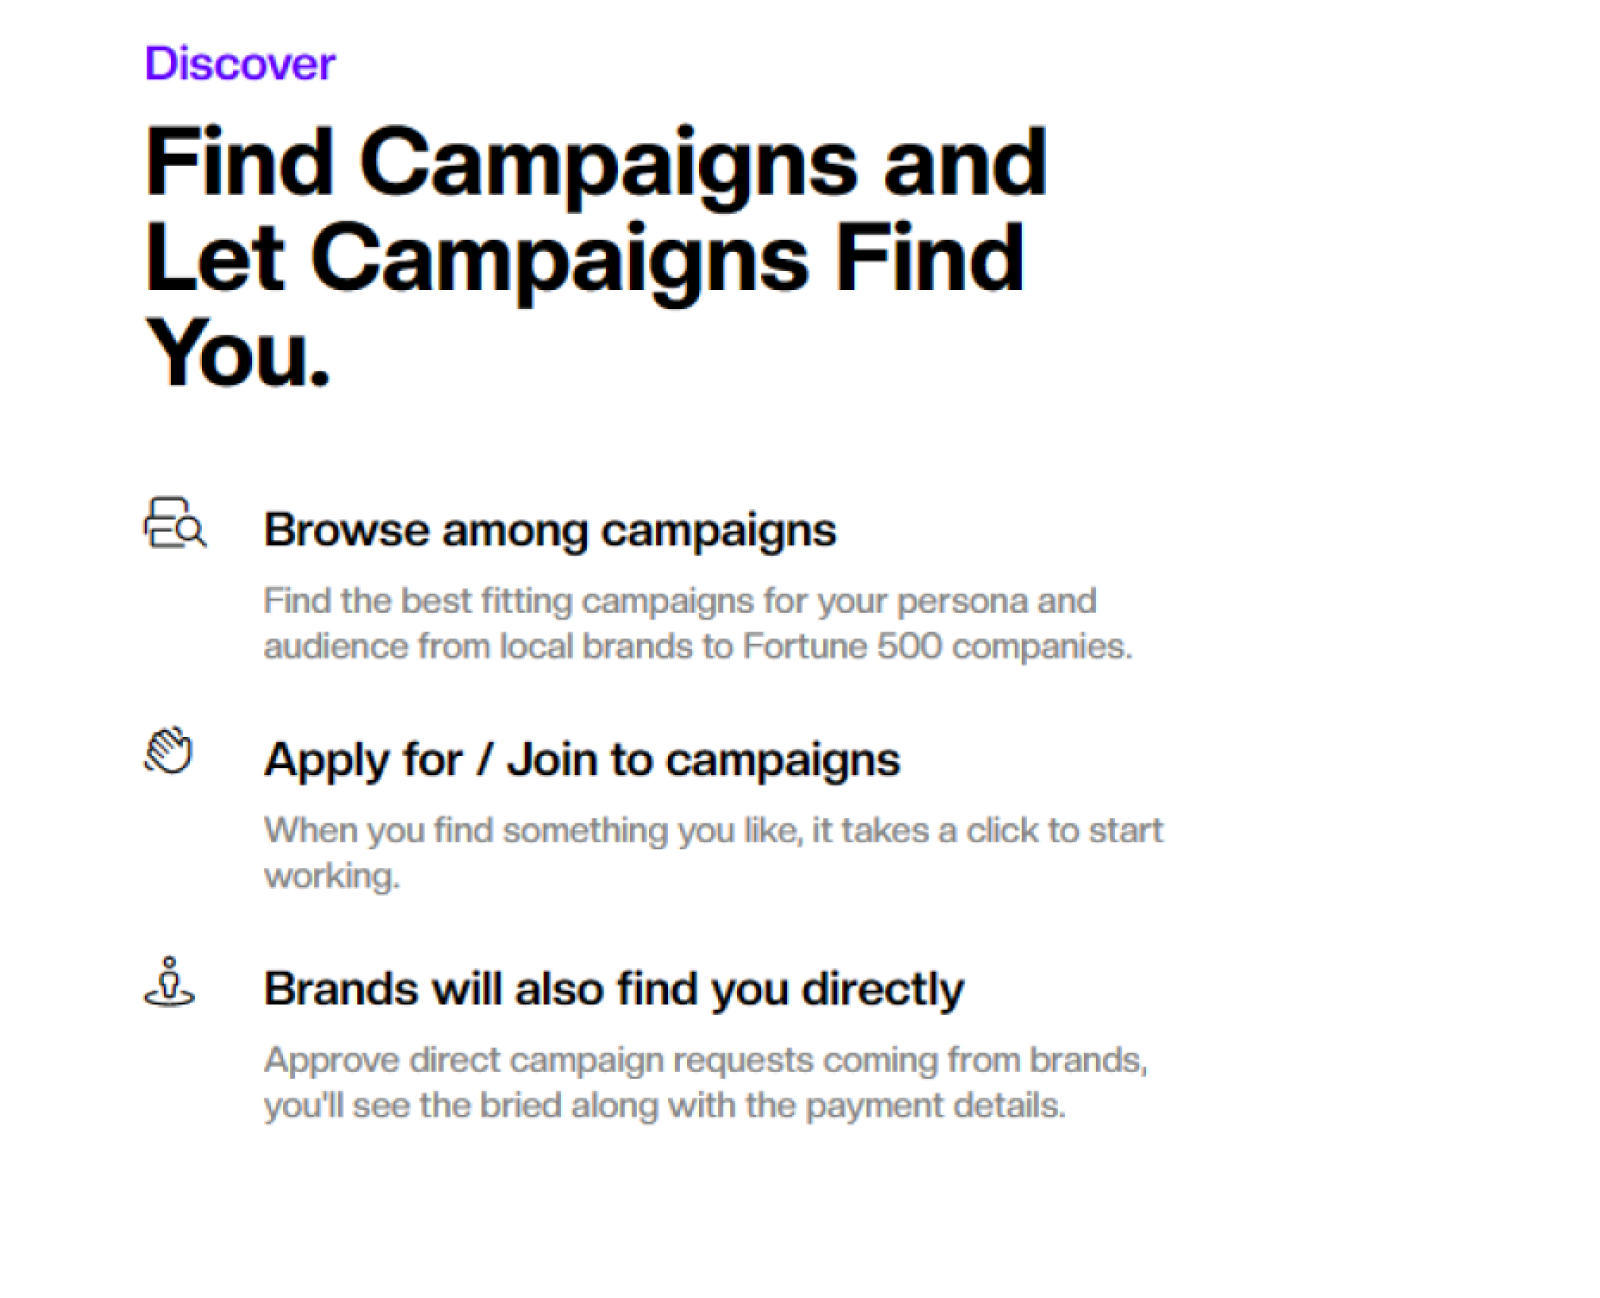 Discover
Find Campaigns and
Let Campaigns Find
You.
Browse among campaigns
Find the best fitting campaigns for your persona and
audience from local brands to Fortune 500 companies.
Apply for / Join to campaigns
When you find something you like, it takes a click to start
working.
Brands will also find you directly
Approve direct campaign requests coming from brands,
you'll see the bried along with the payment details.